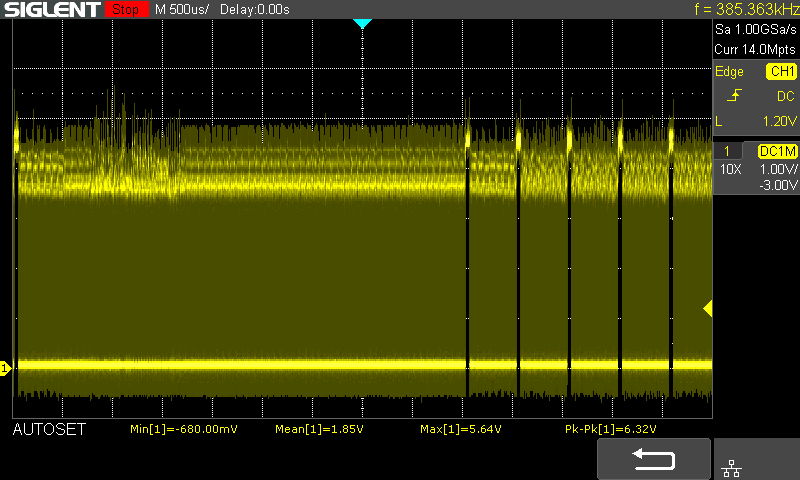 SIGLENT Stop M 500us/ Delay:0.00s f = 385.363kHz
Sa 1.00GSa/s
Curr 14.0Mpts
Edge CH1
DC
L 1.20V
1 DC1M
10X 1.00V/
-3.00V
1
AUTOSET Min[1]=-680.00mV Mean[1]=1.85V Max[1]=5.64V Pk-Pk[1]=6.32V